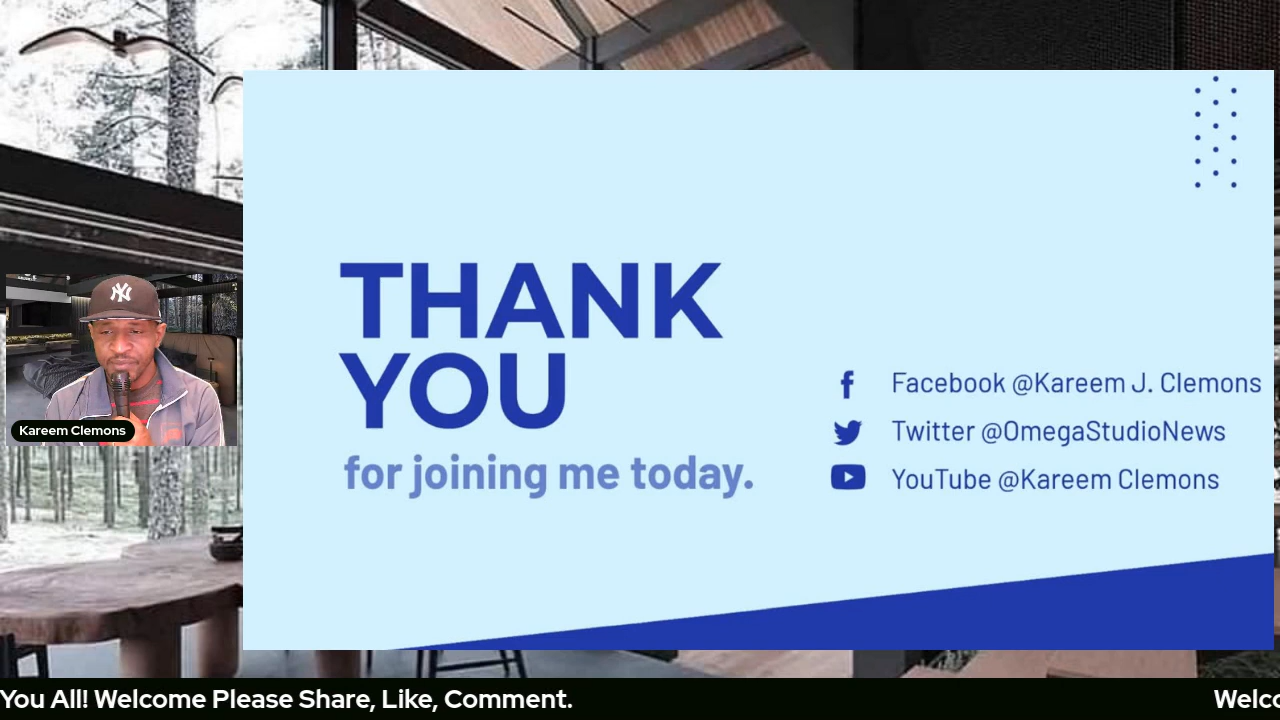 THANK
YOU
for joining me today.
Facebook @Kareem J. Clemons
Twitter @OmegaStudioNews
YouTube @Kareem Clemons
NY
Kareem Clemons
You All! Welcome Please Share, Like, Comment.